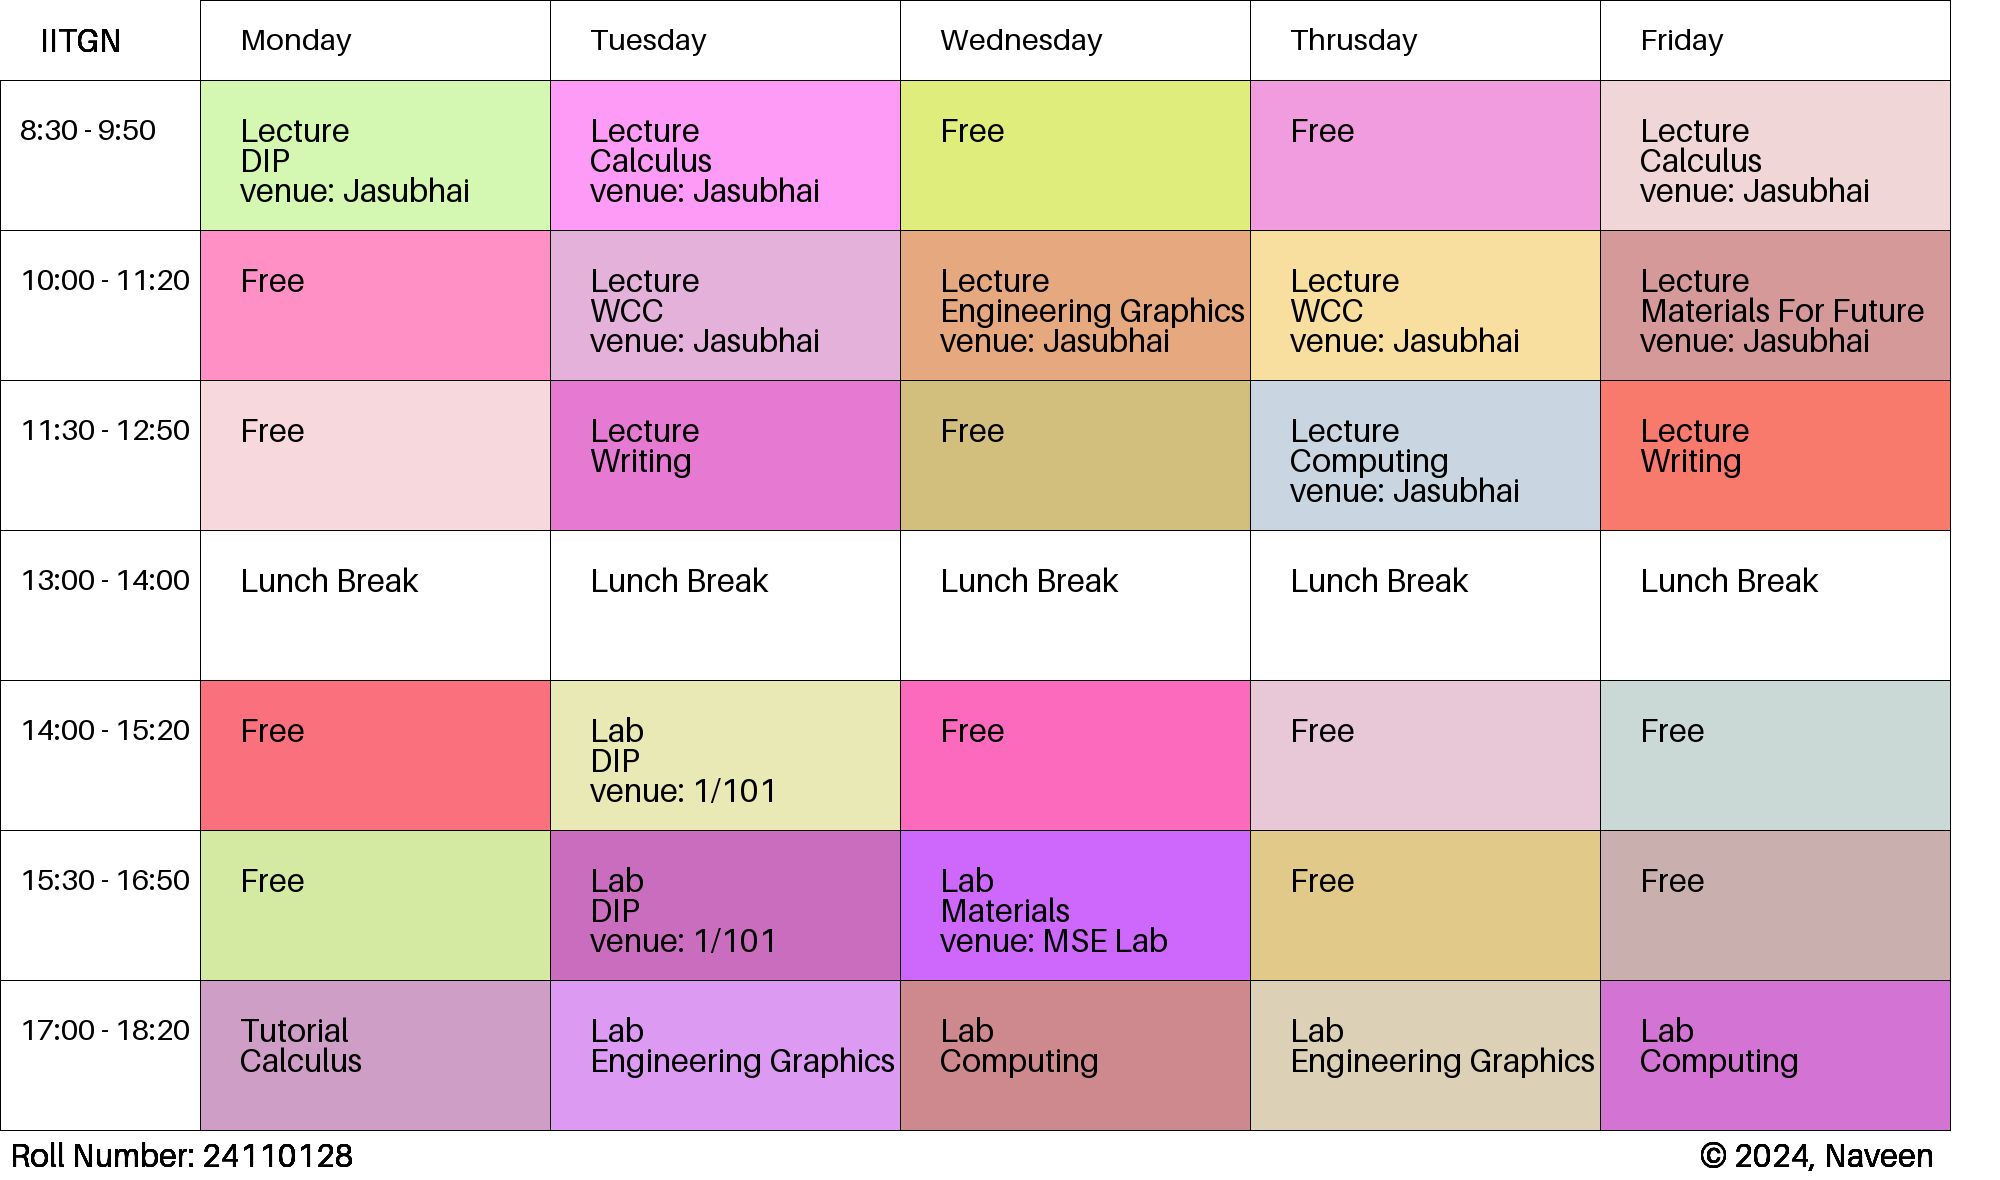 IITGN Monday Tuesday Wednesday Thrusday Friday
8:30 - 9:50
Lecture
DIP
venue: Jasubhai
Lecture
Calculus
venue: Jasubhai
Free
Free
Lecture
Calculus
venue: Jasubhai
10:00 - 11:20
Free
Lecture
WCC
venue: Jasubhai
Lecture
Engineering Graphics
venue: Jasubhai
Lecture
WCC
venue: Jasubhai
Lecture
Materials For Future
venue: Jasubhai
11:30 - 12:50
Free
Lecture
Writing
Free
Lecture
Computing
venue: Jasubhai
Lecture
Writing
13:00 - 14:00
Lunch Break
Lunch Break
Lunch Break
Lunch Break
Lunch Break
14:00 - 15:20
Free
Lab
DIP
venue: 1/101
Free
Free
Free
15:30 - 16:50
Free
Lab
DIP
venue: 1/101
Lab
Materials
venue: MSE Lab
Free
Free
17:00 - 18:20
Tutorial
Calculus
Lab
Engineering Graphics
Lab
Computing
Lab
Engineering Graphics
Lab
Computing
Roll Number: 24110128
© 2024, Naveen